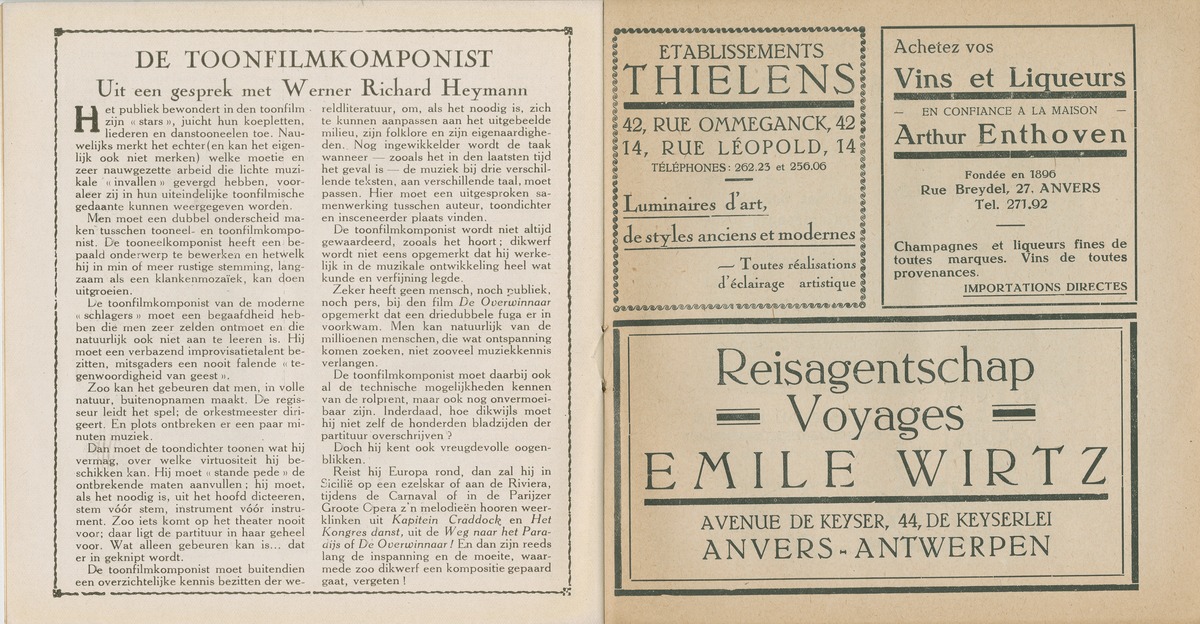 DE TOONFILMKOMPONIST
Uit een gesprek met Werner Richard Heymann
Het publiek bewondert in den toonfilm
zijn « stars », juicht hun koepletten,
liederen en danstooneelen toe. Nau-
welijks merkt het echter (en kan het eigen-
lijk ook niet merken) welke moetie en
zeer nauwgezette arbeid die lichte muzi-
kale « invallen » gevergd hebben, voor-
aleer zij in hun uiteindelijke toonfilmische
gedaante kunnen weergegeven worden.
Men moet een dubbel onderscheid ma-
ken tusschen tooneel- en toonfilmkompo-
nist. De tooneelkomponist heeft een be-
paald onderwerp te bewerken en hetwelk
hij in min of meer rustige stemming, lang-
zaam als een klankenmozaïek, kan doen
uitgroeien.
De toonfilmkomponist van de moderne
« schlagers » moet een begaafdheid heb-
ben die men zeer zelden ontmoet en die
natuurlijk ook niet aan te leeren is. Hij
moet een verbazend improvisatietalent be-
zitten, mitsgaders een nooit falende « te-
genwoordigheid van geest ».
Zoo kan het gebeuren dat men, in volle
natuur, buitenopnamen maakt. De regis-
seur leidt het spel; de orkestmeester diri-
geert. En plots ontbreken er een paar mi-
nuten muziek.
Dan moet de toondichter toonen wat hij
vermag, over welke virtuositeit hij be-
schikken kan. Hij moet « stande pede » de
ontbrekende maten aanvullen; hij moet,
als het noodig is, uit het hoofd dicteeren,
stem vóór stem, instrument vóór instru-
ment. Zoo iets komt op het theater nooit
voor; daar ligt de partituur in haar geheel
voor. Wat alleen gebeuren kan is... dat
er in geknipt wordt.
De toonfilmkomponist moet buitendien
een overzichtelijke kennis bezitten der we-
reldliteratuur, om, als het noodig is, zich
te kunnen aanpassen aan het uitgebeelde
milieu, zijn folklore en zijn eigenaardighe-
den. Nog ingewikkelder wordt de taak
wanneer — zooals het in den laatsten tijd
het geval is — de muziek bij drie verschil-
lende teksten, aan verschillende taal, moet
passen. Hier moet een uitgesproken sa-
menwerking tusschen auteur, toondichter
en insceneerder plaats vinden.
De toonfilmkomponist wordt niet altijd
gewaardeerd, zooals het hoort; dikwerf
wordt niet eens opgemerkt dat hij werke-
lijk in de muzikale ontwikkeling heel wat
kunde en verfijning legde.
Zeker heeft geen mensch, noch publiek,
noch pers, bij den film De Overwinnaar
opgemerkt dat een driedubbele fuga er in
voorkwam. Men kan natuurlijk van de
millioenen menschen, die wat ontspanning
komen zoeken, niet zooveel muziekkennis
verlangen.
De toonfilmkomponist moet daarbij ook
al de technische mogelijkheden kennen
van de rolprent, maar ook nog onvermoei-
baar zijn. Inderdaad, hoe dikwijls moet
hij niet zelf de honderden bladzijden der
partituur overschrijven ?
Doch hij kent ook vreugdevolle oogen-
blikken.
Reist hij Europa rond, dan zal hij in
Sicilië op een ezelskar of aan de Riviera,
tijdens de Carnaval of in de Parijzer
Groote Opera z'n melodieën hooren weer-
klinken uit Kapitein Craddock en Het
Kongres danst, uit de Weg naar het Para-
dijs of De Overwinnaar ! En dan zijn reeds
lang de inspanning en de moeite, waar-
mede zoo dikwerf een kompositie gepaard
gaat, vergeten !
ETABLISSEMENTS
THIELENS
42, RUE OMMEGANCK, 42
14, RUE LÉOPOLD, 14
TÉLÉPHONES: 262.23 et 256.06
Luminaires d'art,
de styles anciens et modernes
— Toutes réalisations
d'éclairage artistique
Achetez vos
Vins et Liqueurs
— EN CONFIANCE A LA MAISON —
Arthur Enthoven
Fondée en 1896
Rue Breydel, 27, ANVERS
Tel. 271.92
Champagnes et liqueurs fines de
toutes marques. Vins de toutes
provenances.
IMPORTATIONS DIRECTES
Reisagentschap
Voyages
EMILE WIRTZ
AVENUE DE KEYSER, 44, DE KEYSERLEI
ANVERS - ANTWERPEN